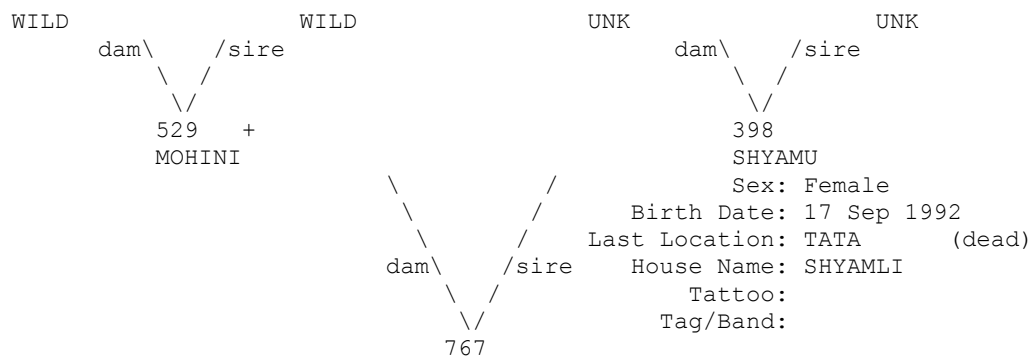 WILD WILD UNK UNK
dam\ /sire dam\ /sire
\ / \ /
\/ \/
529 + 398
MOHINI SHYAMU
\ / Sex: Female
\ / Birth Date: 17 Sep 1992
\ / Last Location: TATA (dead)
dam\ /sire House Name: SHYAMLI
\ / Tattoo:
\/ Tag/Band:
767